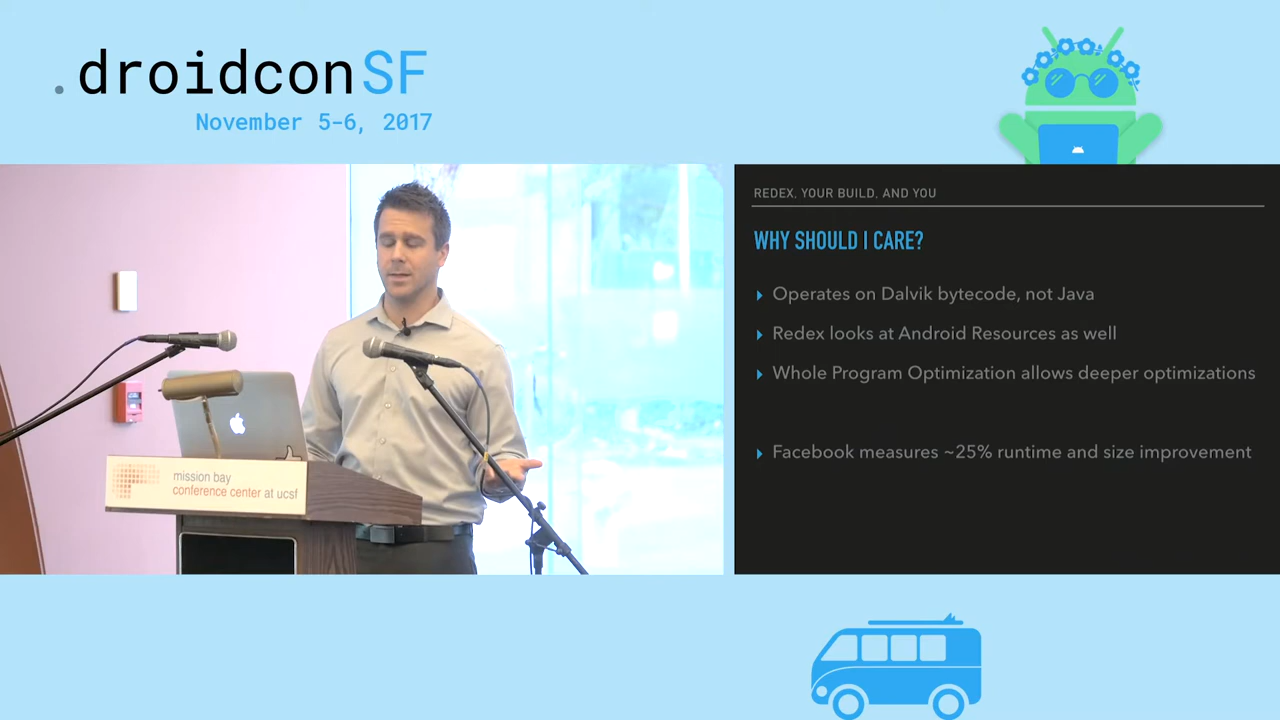 .droidconSF
November 5-6, 2017
REDEX, YOUR BUILD, AND YOU
WHY SHOULD I CARE?
Operates on Dalvik bytecode, not Java
Redex looks at Android Resources as well
Whole Program Optimization allows deeper optimizations
Facebook measures ~25% runtime and size improvement
mission bay
conference center at ucsf